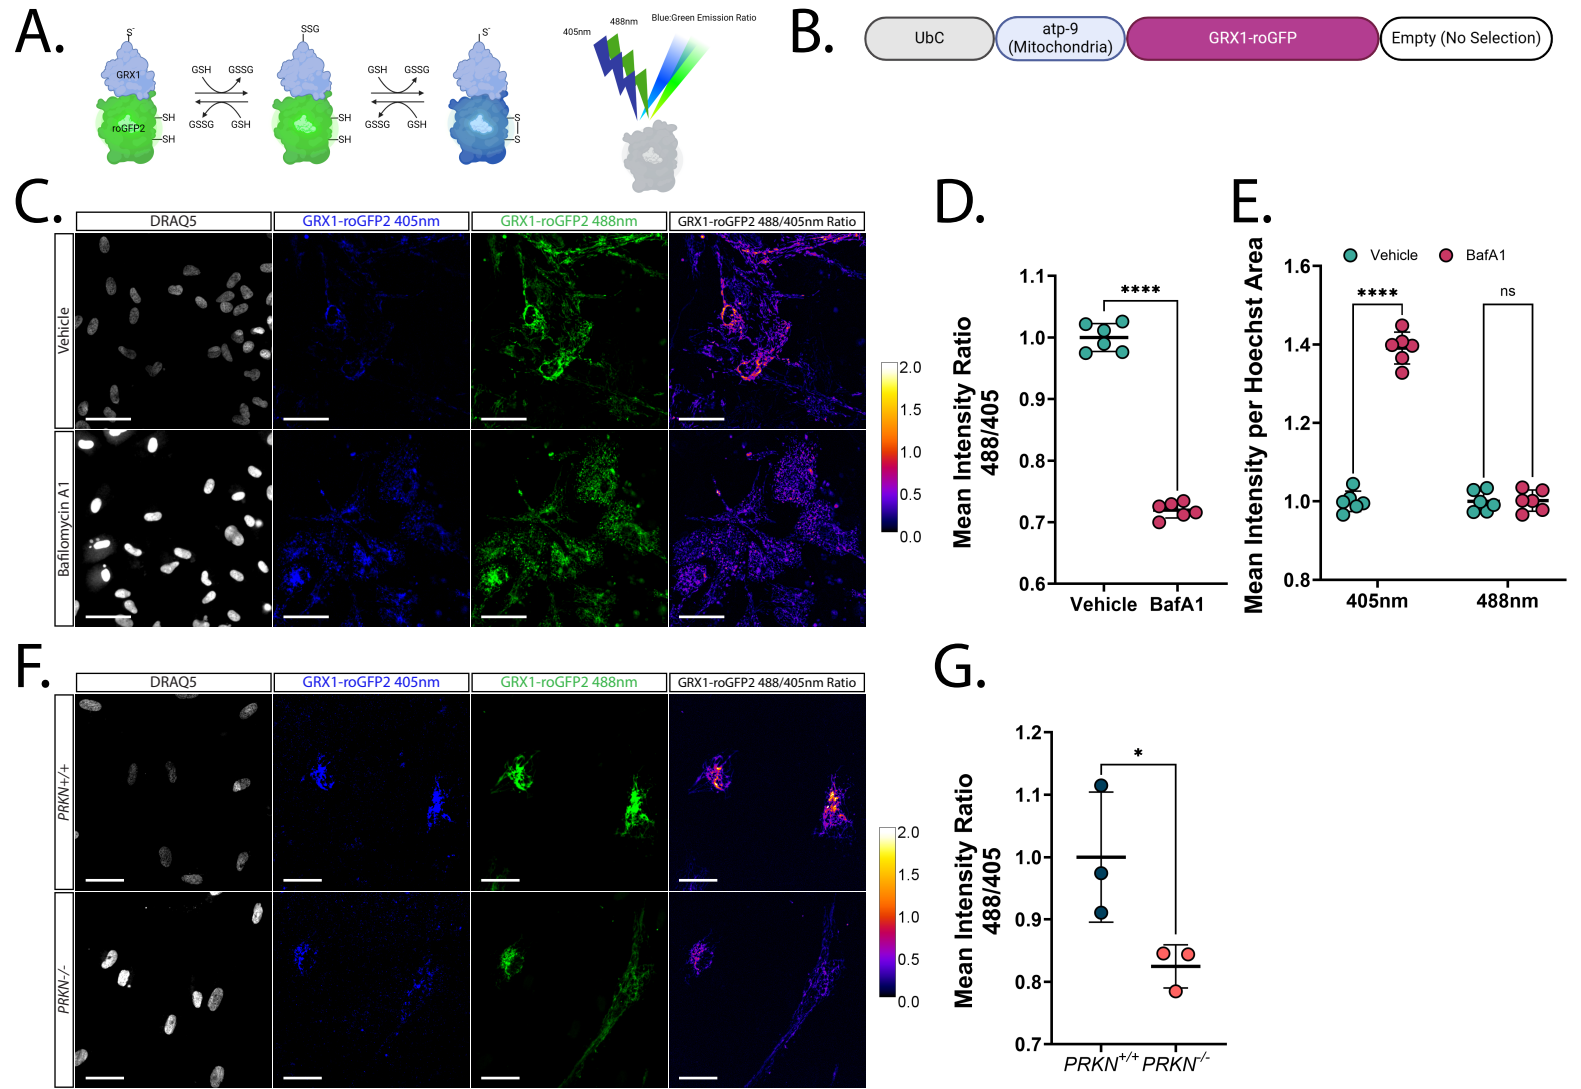 A.
S⁻
GRX1
roGFP2
SH
SH
GSH
GSSG
GSSG
GSH
SSG
SH
SH
GSH
GSSG
GSSG
GSH
S⁻
S
S
405nm
488nm
Blue:Green Emission Ratio
B.
UbC
atp-9
(Mitochondria)
GRX1-roGFP
Empty (No Selection)
C.
DRAQ5
GRX1-roGFP2 405nm
GRX1-roGFP2 488nm
GRX1-roGFP2 488/405nm Ratio
Vehicle
Bafilomycin A1
2.0
1.5
1.0
0.5
0.0
D.
Mean Intensity Ratio
488/405
1.1
1.0
0.9
0.8
0.7
0.6
****
Vehicle
BafA1
E.
Mean Intensity per Hoechst Area
Vehicle
BafA1
1.6
1.4
1.2
1.0
0.8
****
ns
405nm
488nm
F.
DRAQ5
GRX1-roGFP2 405nm
GRX1-roGFP2 488nm
GRX1-roGFP2 488/405nm Ratio
PRKN+/+
PRKN-/-
2.0
1.5
1.0
0.5
0.0
G.
Mean Intensity Ratio
488/405
1.2
1.1
1.0
0.9
0.8
0.7
*
PRKN+/+
PRKN-/-